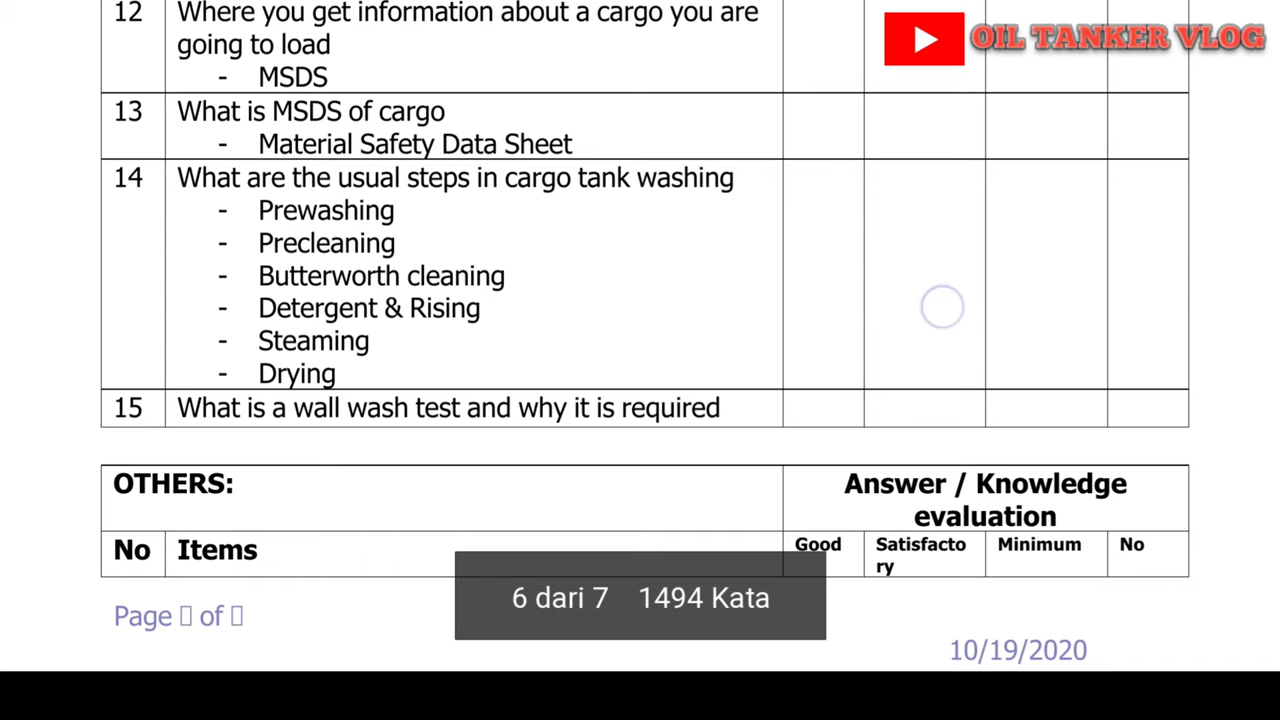 OIL TANKER VLOG
12 Where you get information about a cargo you are
going to load
- MSDS
13 What is MSDS of cargo
- Material Safety Data Sheet
14 What are the usual steps in cargo tank washing
- Prewashing
- Precleaning
- Butterworth cleaning
- Detergent & Rising
- Steaming
- Drying
15 What is a wall wash test and why it is required
OTHERS:
Answer / Knowledge
evaluation
No Items
Good
Satisfacto
ry
Minimum
No
6 dari 7 1494 Kata
Page of
10/19/2020